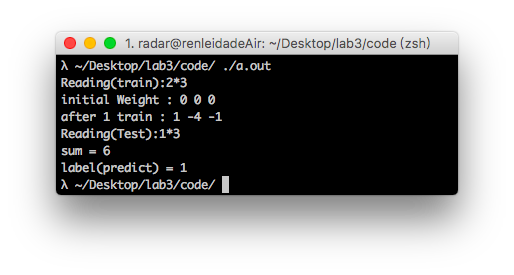 1. radar@renleidadeAir: ~/Desktop/lab3/code (zsh)
λ ~/Desktop/lab3/code/ ./a.out
Reading(train):2*3
initial Weight : 0 0 0
after 1 train : 1 -4 -1
Reading(Test):1*3
sum = 6
label(predict) = 1
λ ~/Desktop/lab3/code/